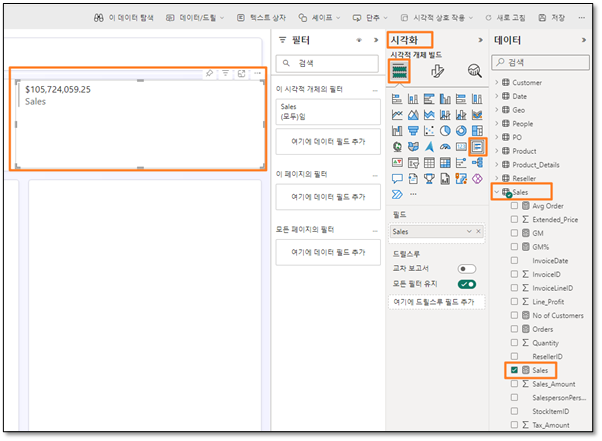 이 데이터 탐색
데이터/드릴
텍스트 상자
셰이프
단추
시각적 상호 작용
새로 고침
저장
$105,724,059.25
Sales
필터
검색
이 시각적 개체의 필터
Sales
(모두)임
여기에 데이터 필드 추가
이 페이지의 필터
여기에 데이터 필드 추가
모든 페이지의 필터
여기에 데이터 필드 추가
시각화
시각적 개체 빌드
필드
Sales
드릴스루
교차 보고서
모든 필터 유지
여기에 드릴스루 필드 추가
데이터
검색
Customer
Date
Geo
People
PO
Product
Product_Details
Reseller
Sales
Avg Order
Extended_Price
GM
GM%
InvoiceDate
InvoiceID
InvoiceLineID
Line_Profit
No of Customers
Orders
Quantity
ResellerID
Sales
Sales_Amount
SalespersonPers...
StockItemID
Tax_Amount